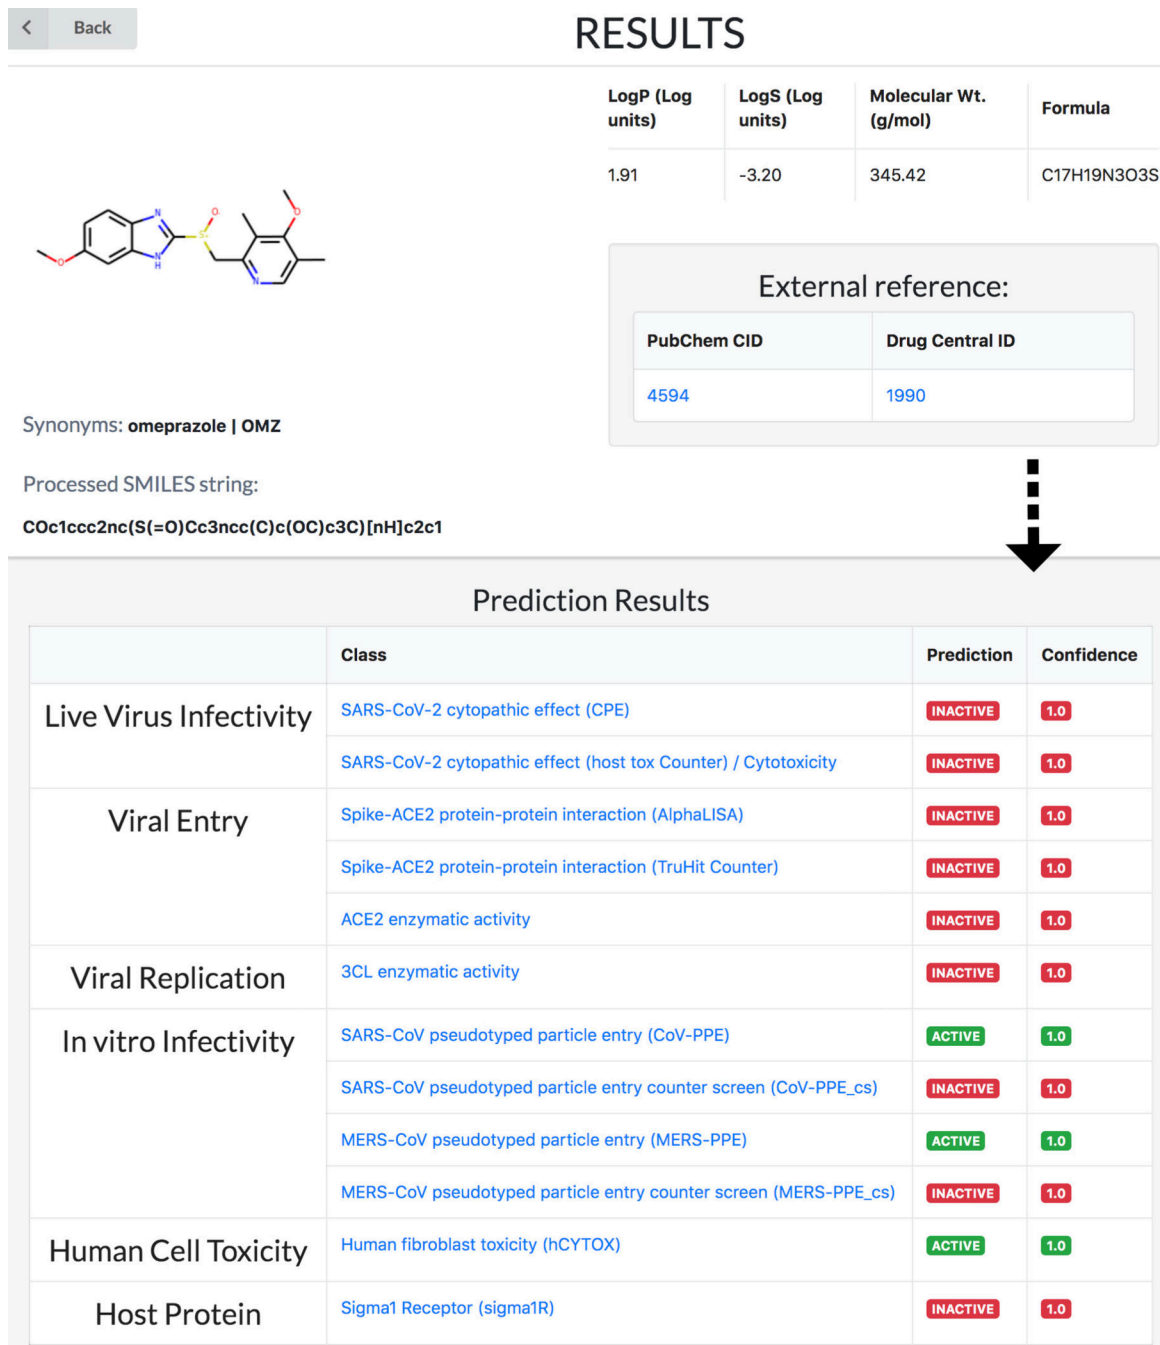 Back
RESULTS
LogP (Log units)
LogS (Log units)
Molecular Wt. (g/mol)
Formula
1.91
-3.20
345.42
C17H19N3O3S
N
N
H
S+
O-
O
O
N
External reference:
PubChem CID
Drug Central ID
4594
1990
Synonyms: omeprazole | OMZ
Processed SMILES string:
COc1ccc2nc(S(=O)Cc3ncc(C)c(OC)c3C)[nH]c2c1
Prediction Results
Class Prediction Confidence
Live Virus Infectivity
SARS-CoV-2 cytopathic effect (CPE) INACTIVE 1.0
SARS-CoV-2 cytopathic effect (host tox Counter) / Cytotoxicity INACTIVE 1.0
Viral Entry
Spike-ACE2 protein-protein interaction (AlphaLISA) INACTIVE 1.0
Spike-ACE2 protein-protein interaction (TruHit Counter) INACTIVE 1.0
ACE2 enzymatic activity INACTIVE 1.0
Viral Replication
3CL enzymatic activity INACTIVE 1.0
In vitro Infectivity
SARS-CoV pseudotyped particle entry (CoV-PPE) ACTIVE 1.0
SARS-CoV pseudotyped particle entry counter screen (CoV-PPE_cs) INACTIVE 1.0
MERS-CoV pseudotyped particle entry (MERS-PPE) ACTIVE 1.0
MERS-CoV pseudotyped particle entry counter screen (MERS-PPE_cs) INACTIVE 1.0
Human Cell Toxicity
Human fibroblast toxicity (hCYTOX) ACTIVE 1.0
Host Protein
Sigma1 Receptor (sigma1R) INACTIVE 1.0